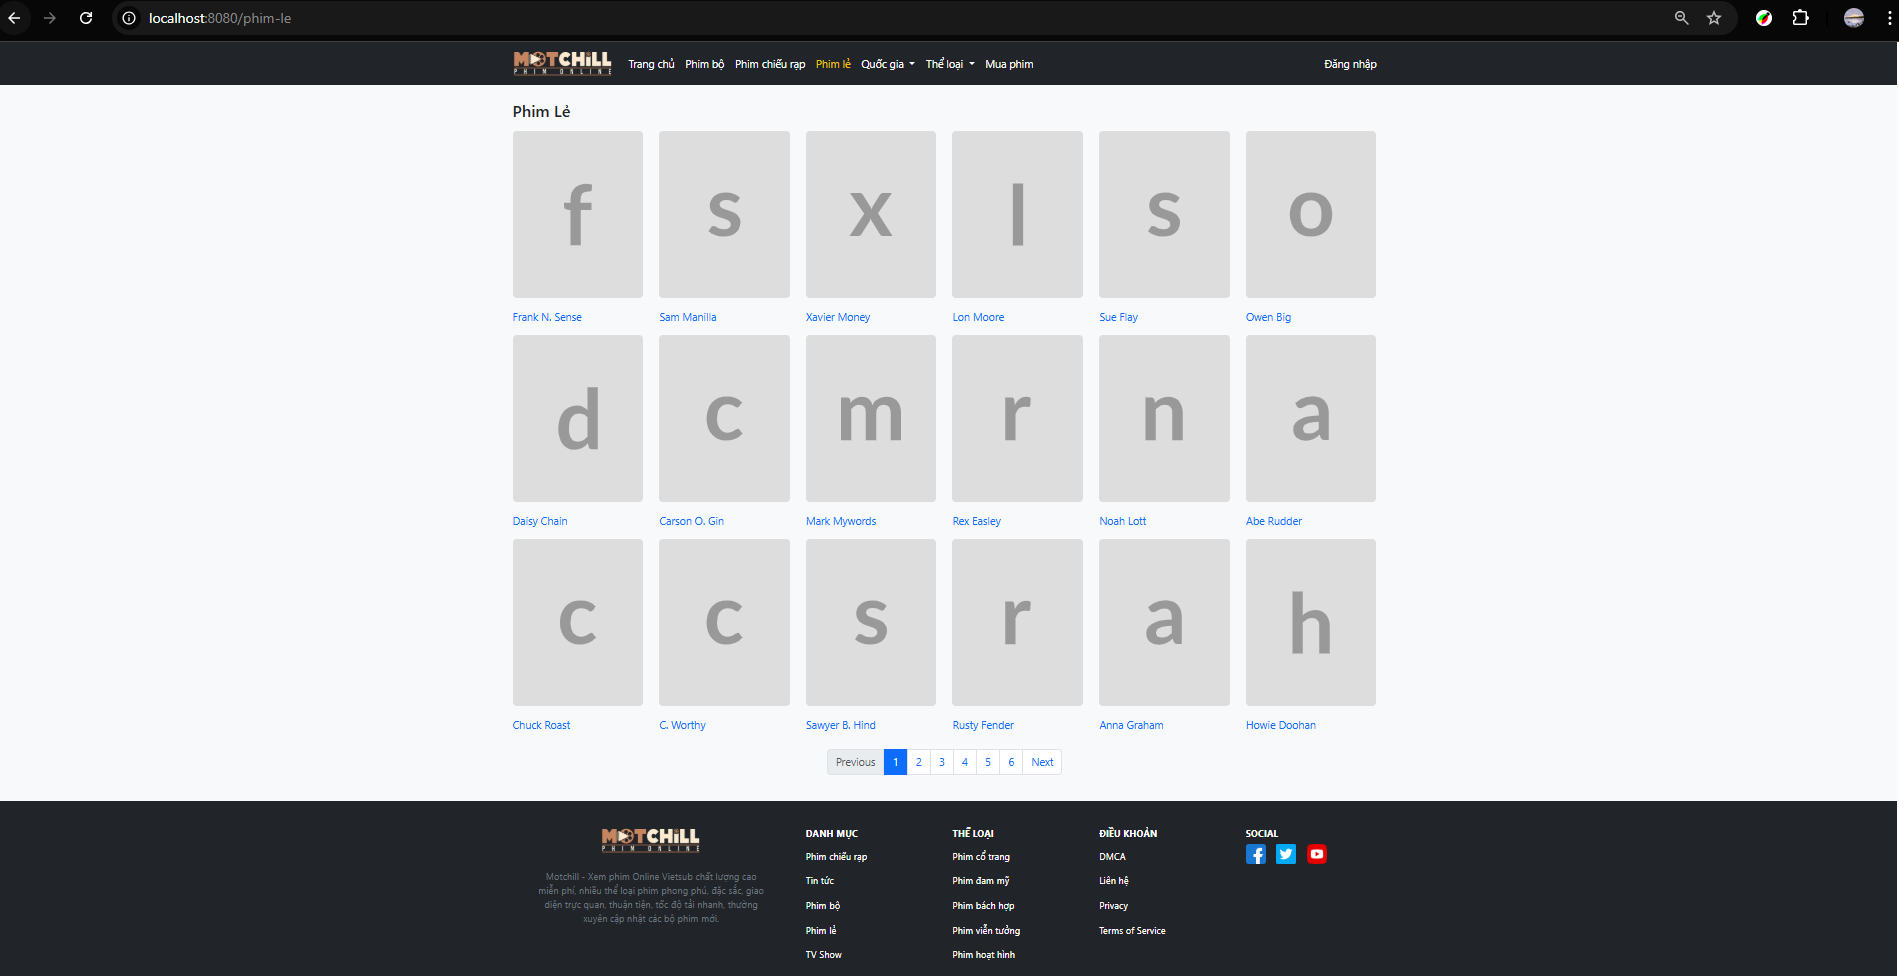 localhost:8080/phim-le
MOTCHILL
PHIM ONLINE
Trang chủ Phim bộ Phim chiếu rạp Phim lẻ Quốc gia Thể loại Mua phim Đăng nhập
Phim Lẻ
f s x l s o
Frank N. Sense Sam Manilla Xavier Money Lon Moore Sue Flay Owen Big
d c m r n a
Daisy Chain Carson O. Gin Mark Mywords Rex Easley Noah Lott Abe Rudder
c c s r a h
Chuck Roast C. Worthy Sawyer B. Hind Rusty Fender Anna Graham Howie Doohan
Previous 1 2 3 4 5 6 Next
MOTCHILL
PHIM ONLINE
Motchill - Xem phim Online Vietsub chất lượng cao
miễn phí, nhiều thể loại phim phong phú, đặc sắc, giao
diện trực quan, thuận tiện, tốc độ tải nhanh, thường
xuyên cập nhật các bộ phim mới.
DANH MỤC
Phim chiếu rạp
Tin tức
Phim bộ
Phim lẻ
TV Show
THỂ LOẠI
Phim cổ trang
Phim đam mỹ
Phim bách hợp
Phim viễn tưởng
Phim hoạt hình
ĐIỀU KHOẢN
DMCA
Liên hệ
Privacy
Terms of Service
SOCIAL